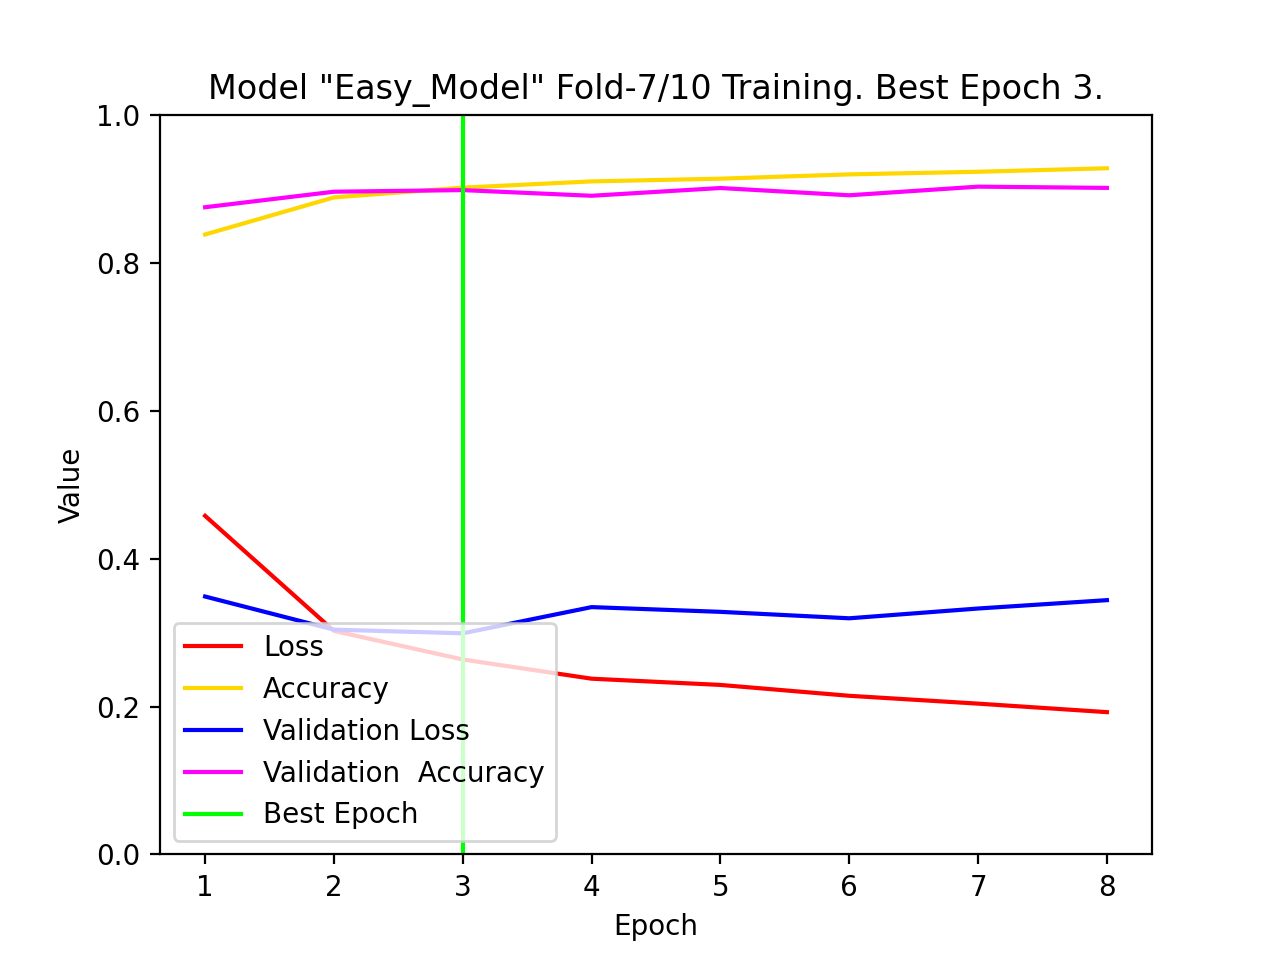 Model "Easy_Model" Fold-7/10 Training. Best Epoch 3.
1.0
0.8
0.6
0.4
0.2
0.0
Value
Loss
Accuracy
Validation Loss
Validation  Accuracy
Best Epoch
1 2 3 4 5 6 7 8
Epoch